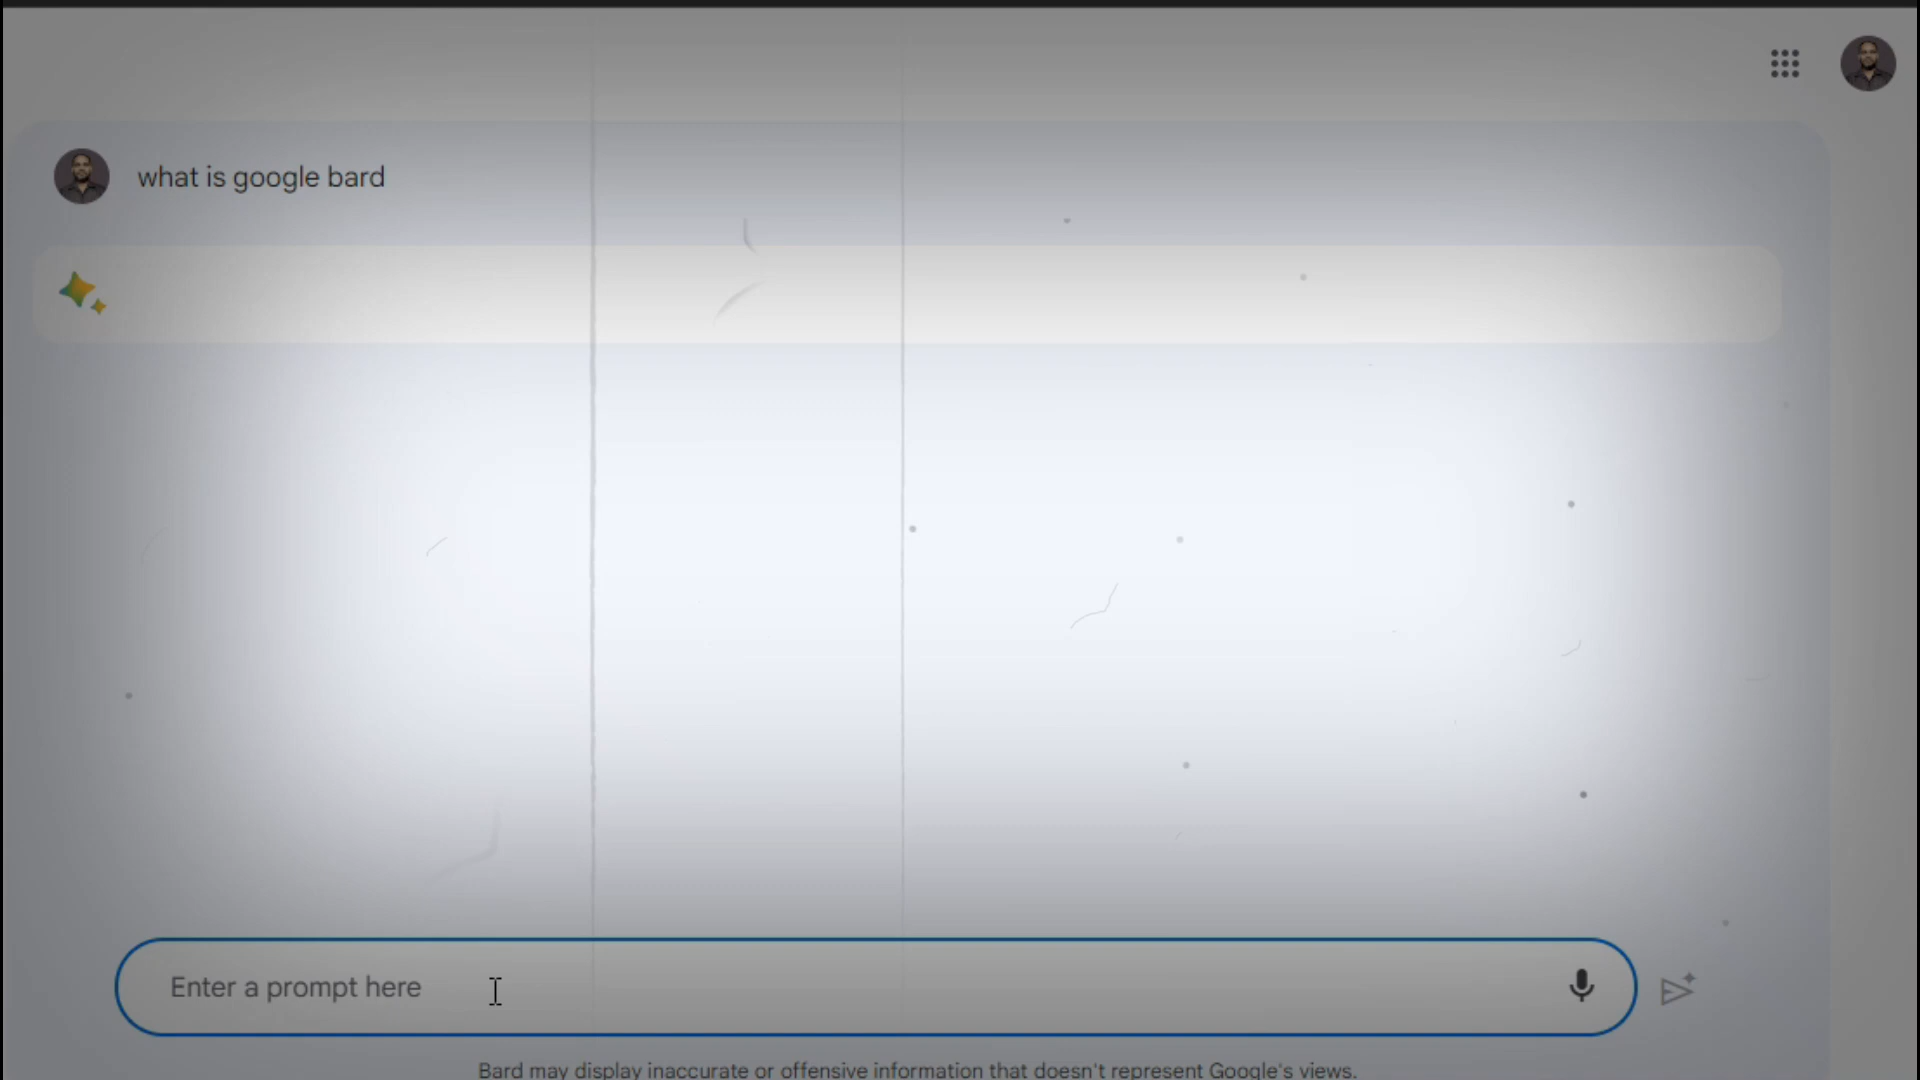 what is google bard
Enter a prompt here
Bard may display inaccurate or offensive information that doesn't represent Google's views.